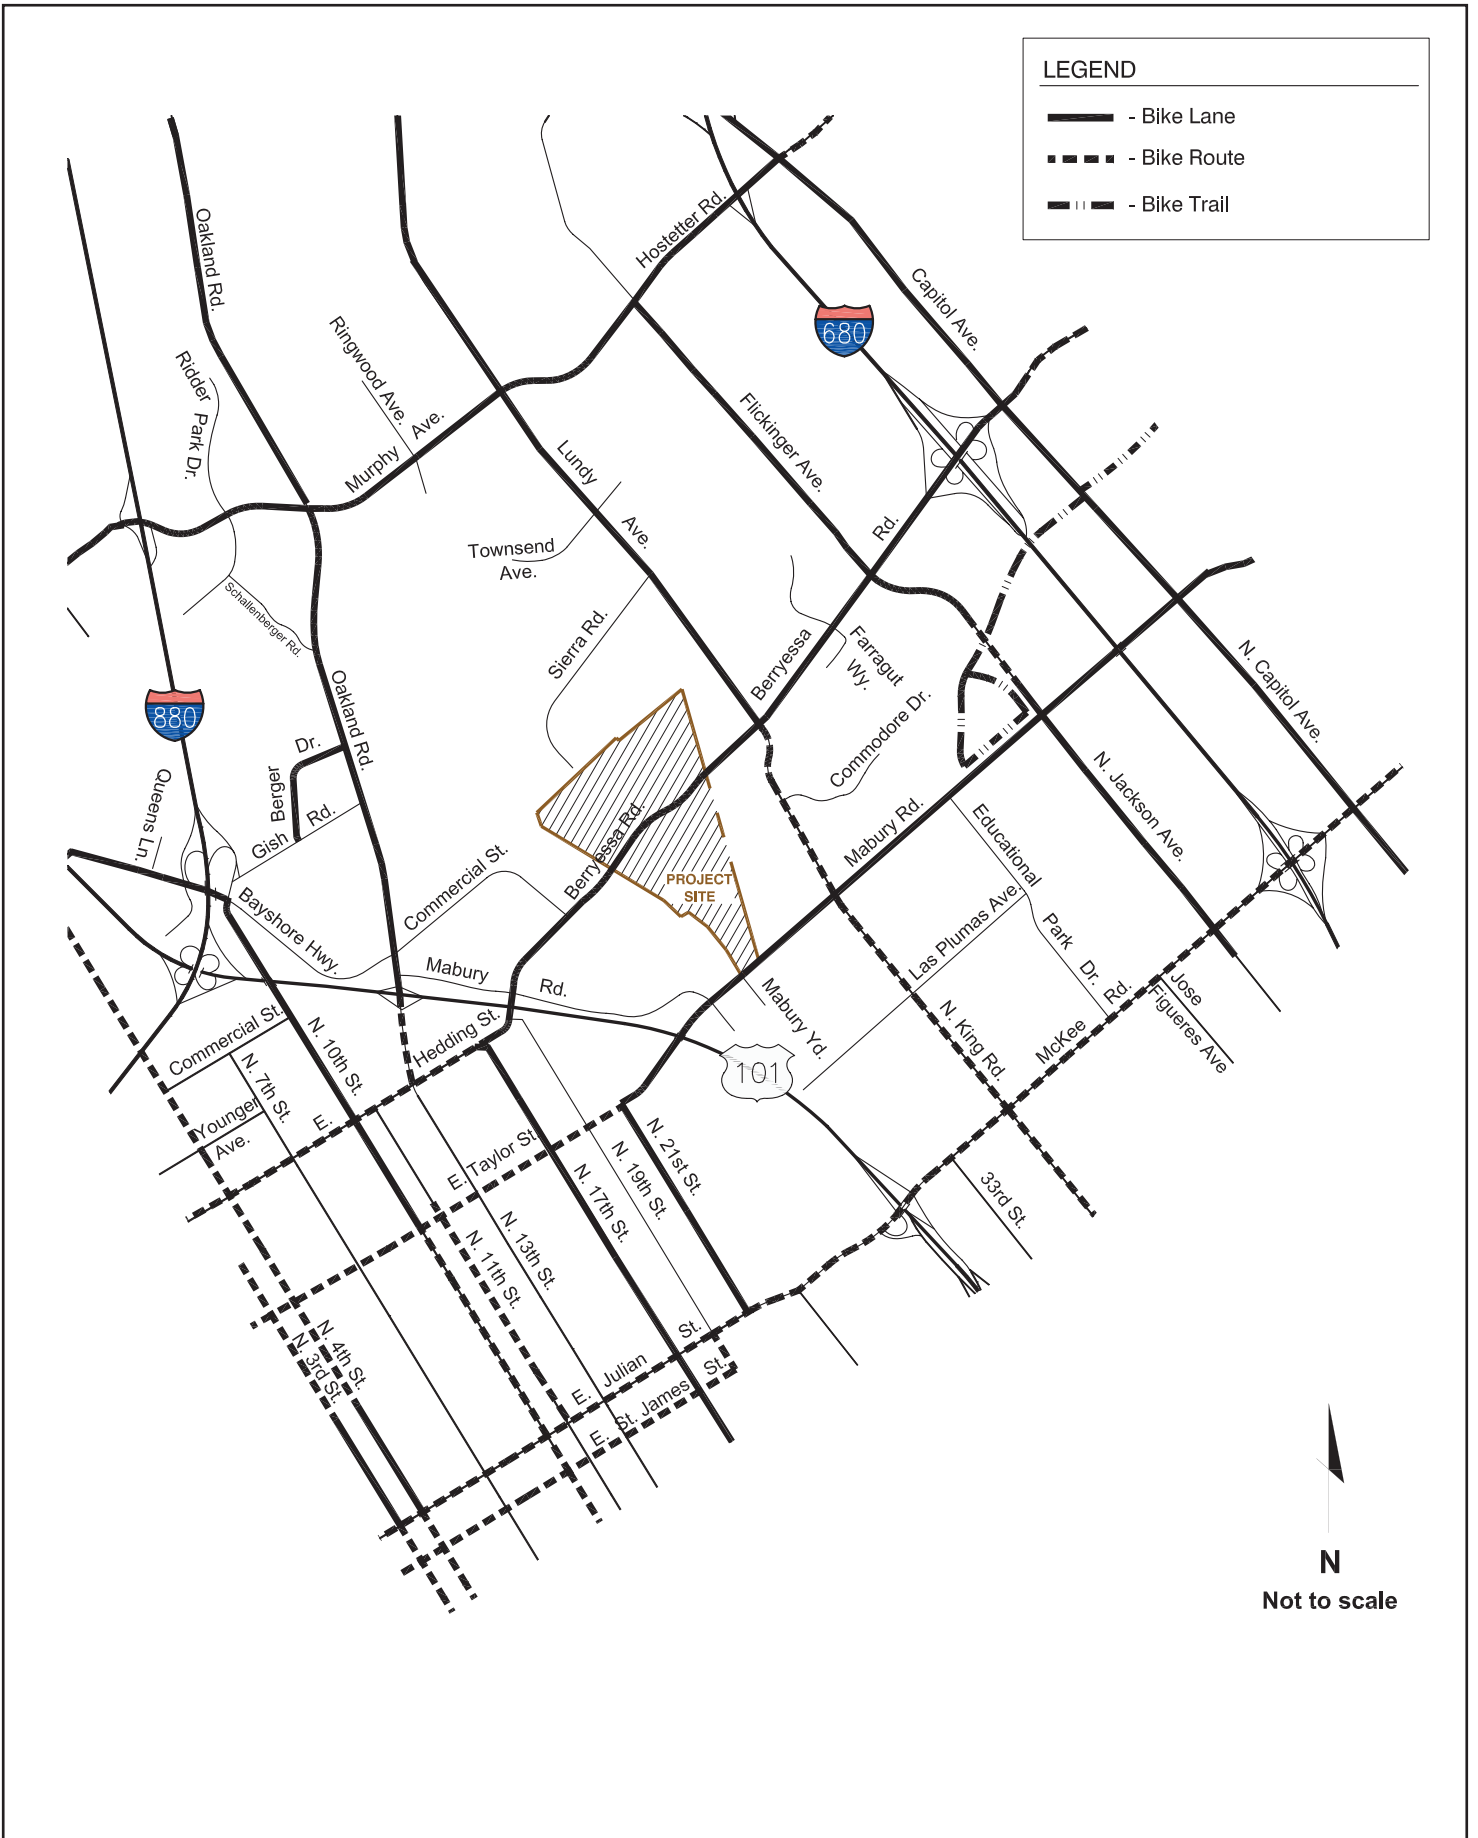 LEGEND
- Bike Lane
- Bike Route
- Bike Trail
Oakland Rd.
Hostetter Rd.
Capitol Ave.
680
Ringwood Ave.
Ridder
Park Dr.
Murphy
Ave.
Flickinger Ave.
Lundy
Ave.
Rd.
Townsend
Ave.
Schallenberger Rd.
Sierra Rd.
Berryessa
Farragut
Wy.
N. Capitol Ave.
Oakland Rd.
880
Commodore Dr.
Dr.
Berger
Queens Ln.
Gish
Rd.
Berryessa Rd.
Mabury Rd.
Educational
Park
Dr.
N. Jackson Ave.
Commercial St.
PROJECT
SITE
Bayshore Hwy.
Las Plumas Ave.
Mabury
Rd.
Mabury Yd.
Jose
Figueres Ave
McKee
Rd.
N. King Rd.
Commercial St.
N. 10th St.
Hedding St.
E.
101
N. 7th St.
Younger
Ave.
E. Taylor St.
N. 21st St.
N. 19th St.
N. 17th St.
33rd St.
N. 13th St.
N. 11th St.
N. 4th St.
N. 3rd St.
E.
Julian
St.
E.
St. James
St.
N
Not to scale